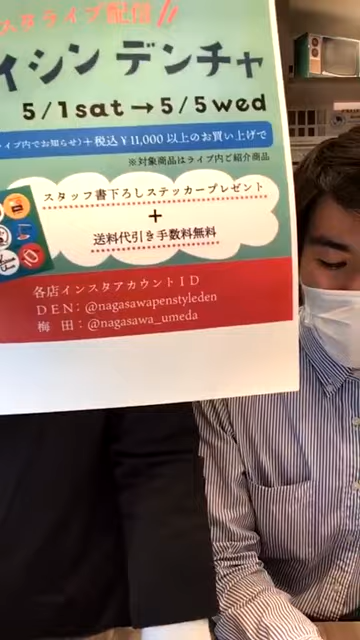 スタライブ配信
イシン デンチャ
5/1sat→5/5wed
ライブ内でお知らせ)+税込￥11,000以上のお買い上げで
※対象商品はライブ内ご紹介商品
スタッフ書下ろしステッカープレゼント
+
送料代引き手数料無料
各店インスタアカウントID
DEN：@nagasawapenstyleden
梅田：@nagasawa_umeda